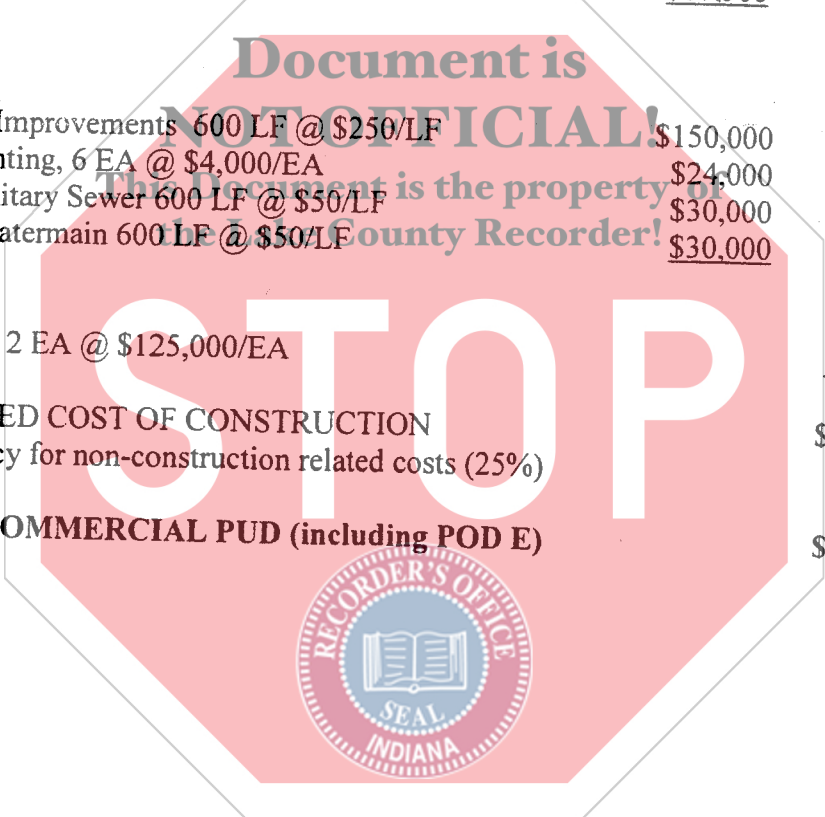 Document is
NOT OFFICIAL!
This Document is the property of
the Lake County Recorder!
Improvements 600 LF @ $250/LF $150,000
nting, 6 EA @ $4,000/EA $24,000
itary Sewer 600 LF @ $50/LF $30,000
atermain 600 LF @ $50/LF $30,000
2 EA @ $125,000/EA
STOP
ED COST OF CONSTRUCTION $
cy for non-construction related costs (25%)
OMMERCIAL PUD (including POD E) $
RECORDER'S OFFICE
SEAL
INDIANA